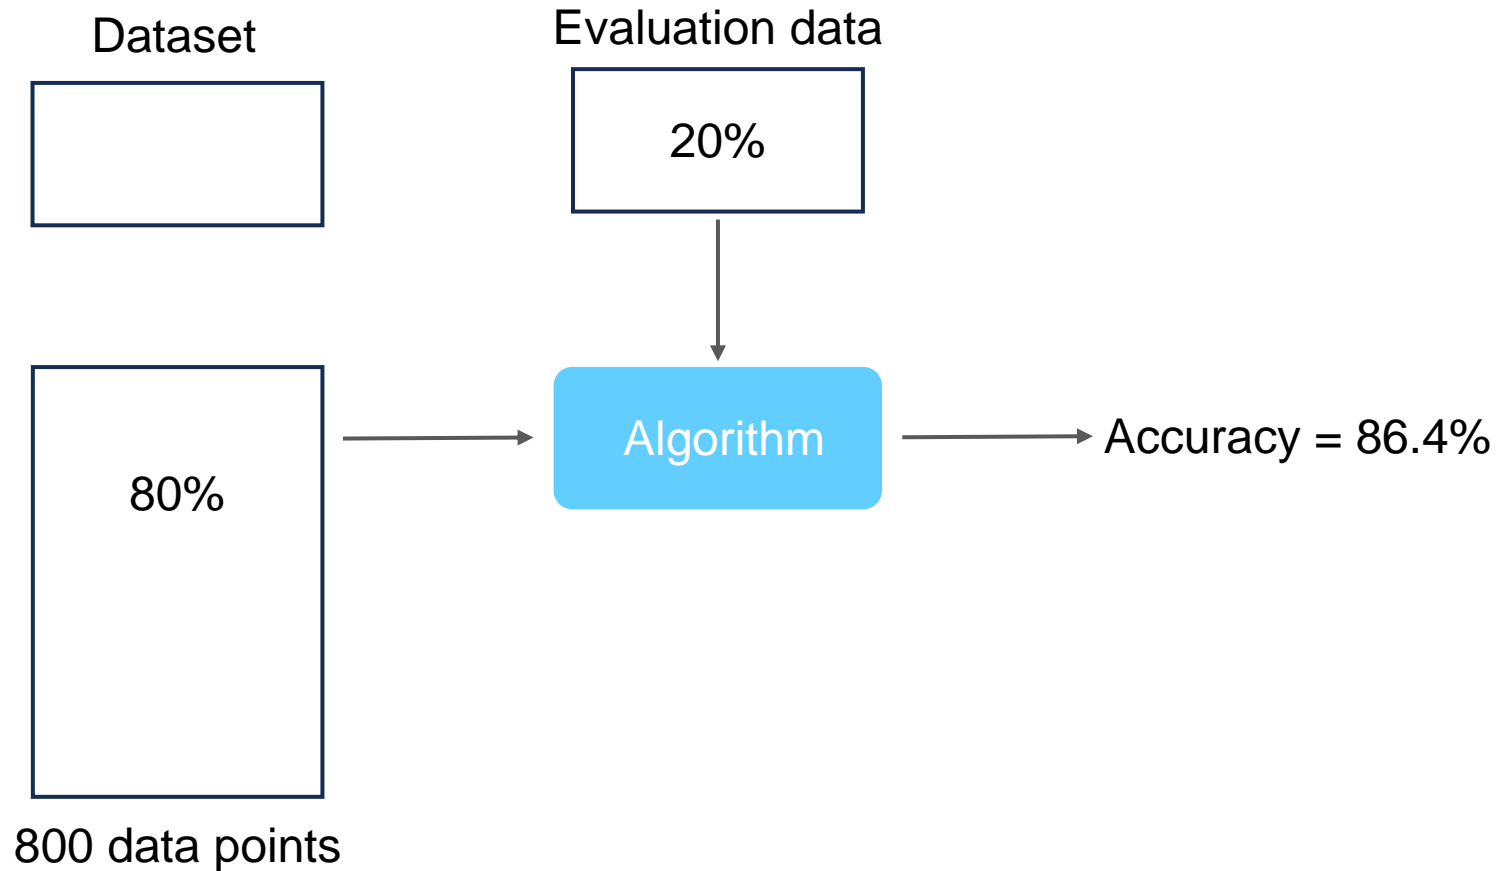 Dataset
Evaluation data
20%
80%
Algorithm
Accuracy = 86.4%
800 data points